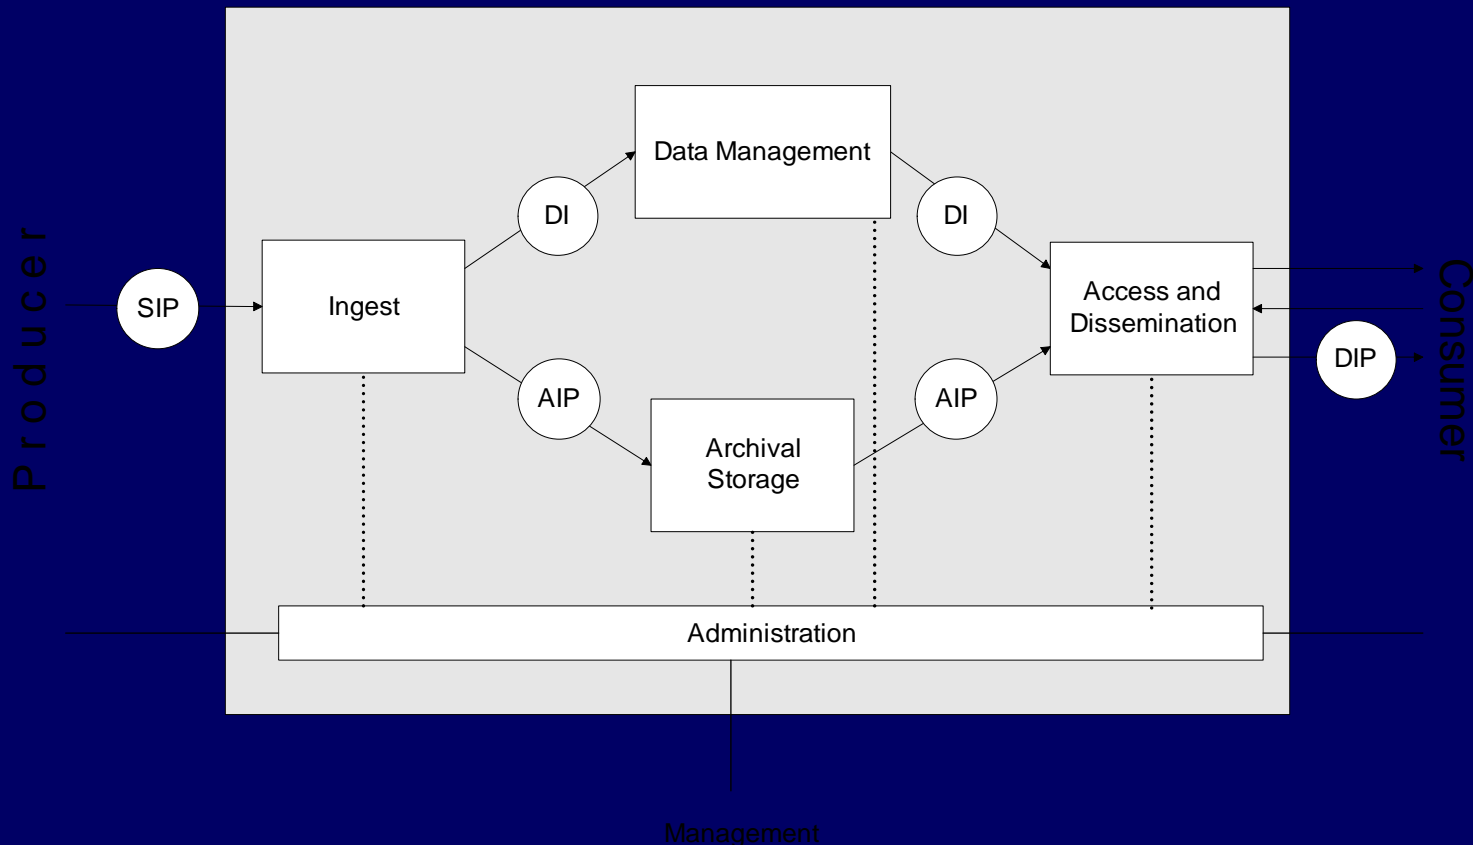 Data Management
DI
DI
Producer
SIP
Ingest
Access and
Dissemination
Consumer
DIP
AIP
AIP
Archival
Storage
Administration
Management